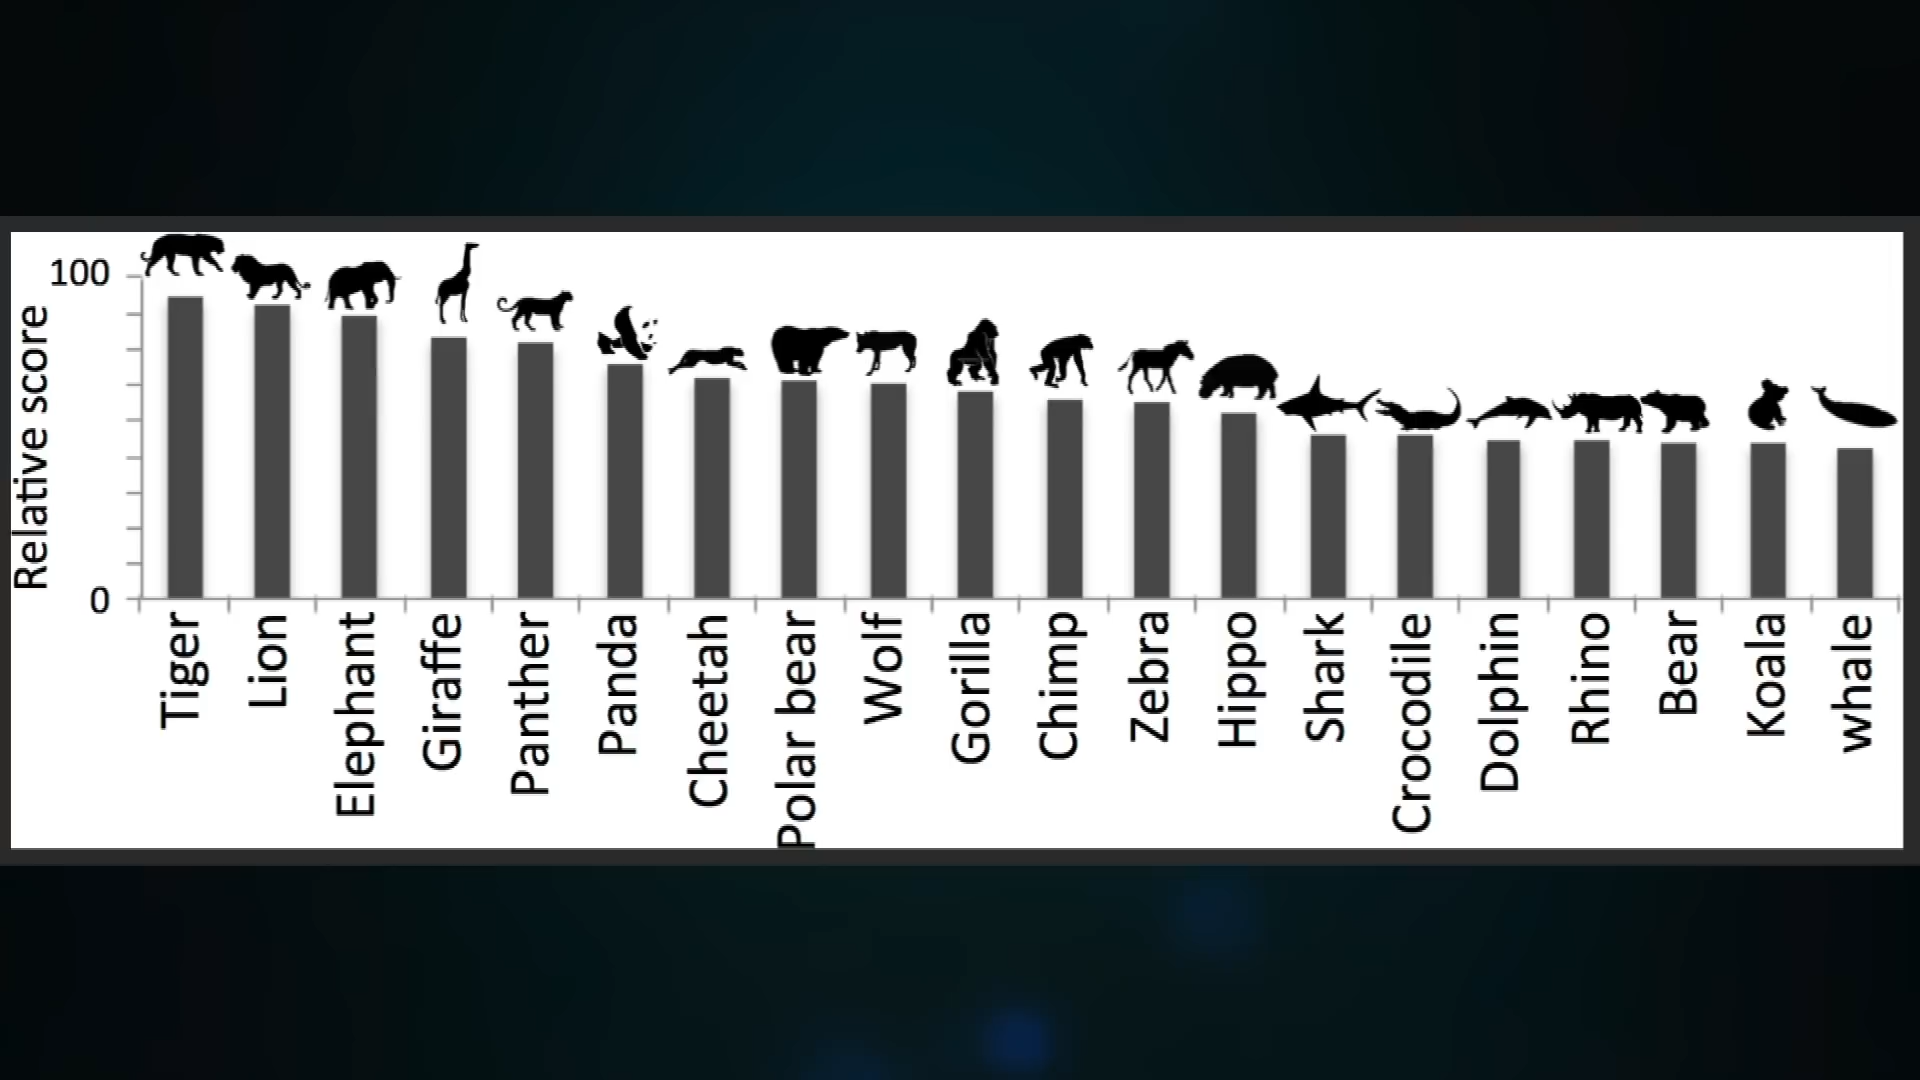 100
Relative score
0
Tiger
Lion
Elephant
Giraffe
Panther
Panda
Cheetah
Polar bear
Wolf
Gorilla
Chimp
Zebra
Hippo
Shark
Crocodile
Dolphin
Rhino
Bear
Koala
whale